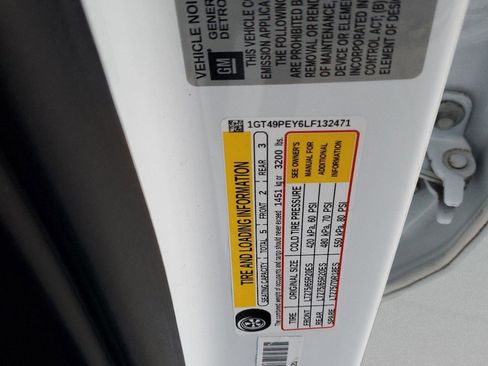 VEHICLE NOI
GENER
DETRO
GM
THIS VEHICLE CO
EMISSION APPLICA
THE FOLLOWING
REMOVAL OR REND
OF MAINTENANCE,
DEVICE OR ELEMEN
INCORPORATED IN
CONTROL ACT; (B)
ELEMENT OF DESI
1GT49PEY6LF132471
TIRE AND LOADING INFORMATION
SEATING CAPACITY: TOTAL 5 FRONT 2 REAR 3
The combined weight of occupants and cargo should never exceed 1451 kg or 3200 lbs.
TIRE ORIGINAL SIZE COLD TIRE PRESSURE SEE OWNER'S MANUAL FOR ADDITIONAL INFORMATION
FRONT LT275/65R20E 420 kPa, 60 PSI
REAR LT275/65R20E 480 kPa, 70 PSI
SPARE LT275/70R18E 550 kPa, 80 PSI